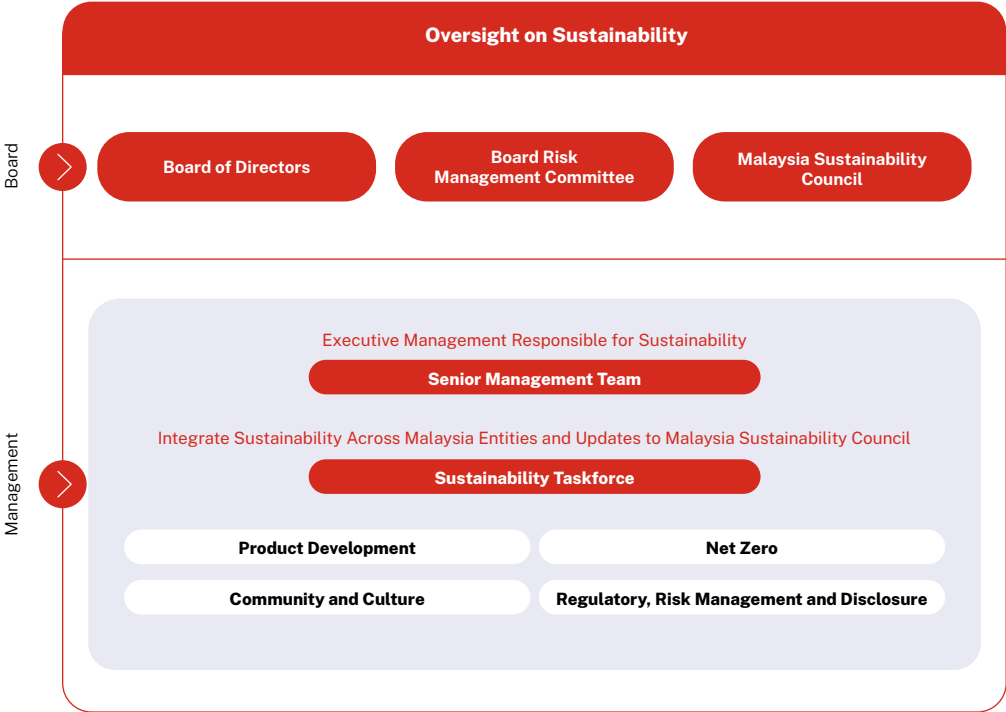 Oversight on Sustainability
Board
Board of Directors
Board Risk
Management Committee
Malaysia Sustainability
Council
Management
Executive Management Responsible for Sustainability
Senior Management Team
Integrate Sustainability Across Malaysia Entities and Updates to Malaysia Sustainability Council
Sustainability Taskforce
Product Development
Net Zero
Community and Culture
Regulatory, Risk Management and Disclosure